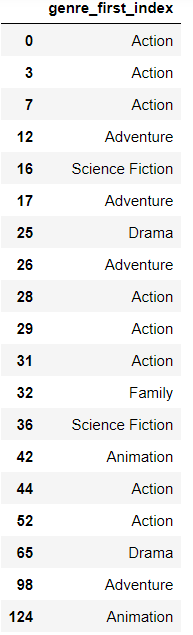 genre_first_index
0 Action
3 Action
7 Action
12 Adventure
16 Science Fiction
17 Adventure
25 Drama
26 Adventure
28 Action
29 Action
31 Action
32 Family
36 Science Fiction
42 Animation
44 Action
52 Action
65 Drama
98 Adventure
124 Animation